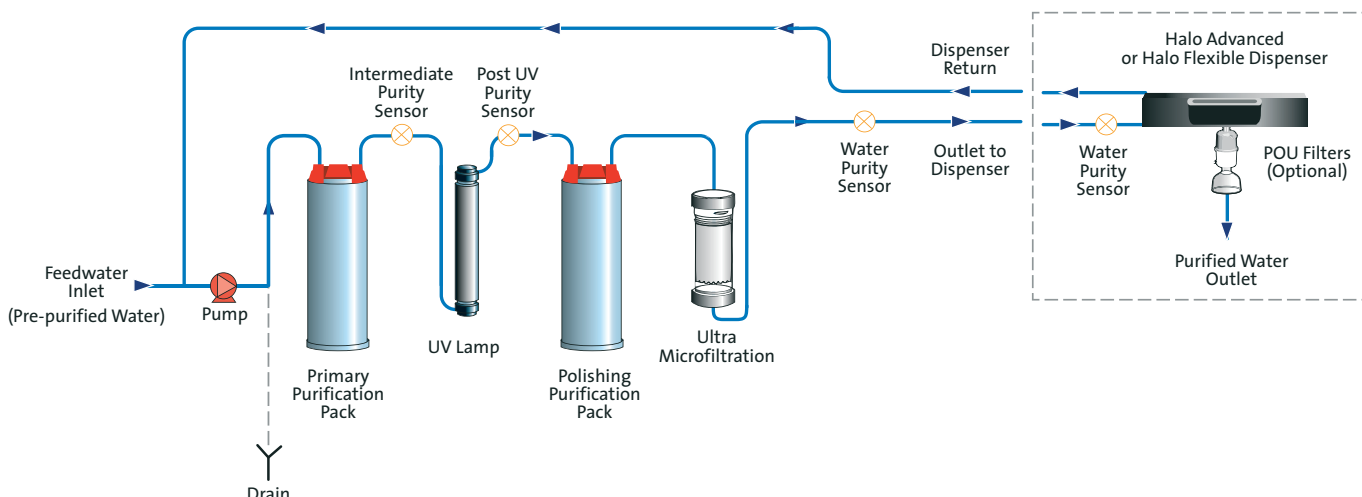 Halo Advanced
or Halo Flexible Dispenser
Dispenser
Return
Intermediate
Purity
Sensor
Post UV
Purity
Sensor
Water
Purity
Sensor
Outlet to
Dispenser
Water
Purity
Sensor
POU Filters
(Optional)
Purified Water
Outlet
Feedwater
Inlet
(Pre-purified Water)
Pump
UV Lamp
Ultra
Microfiltration
Primary
Purification
Pack
Polishing
Purification
Pack
Drain